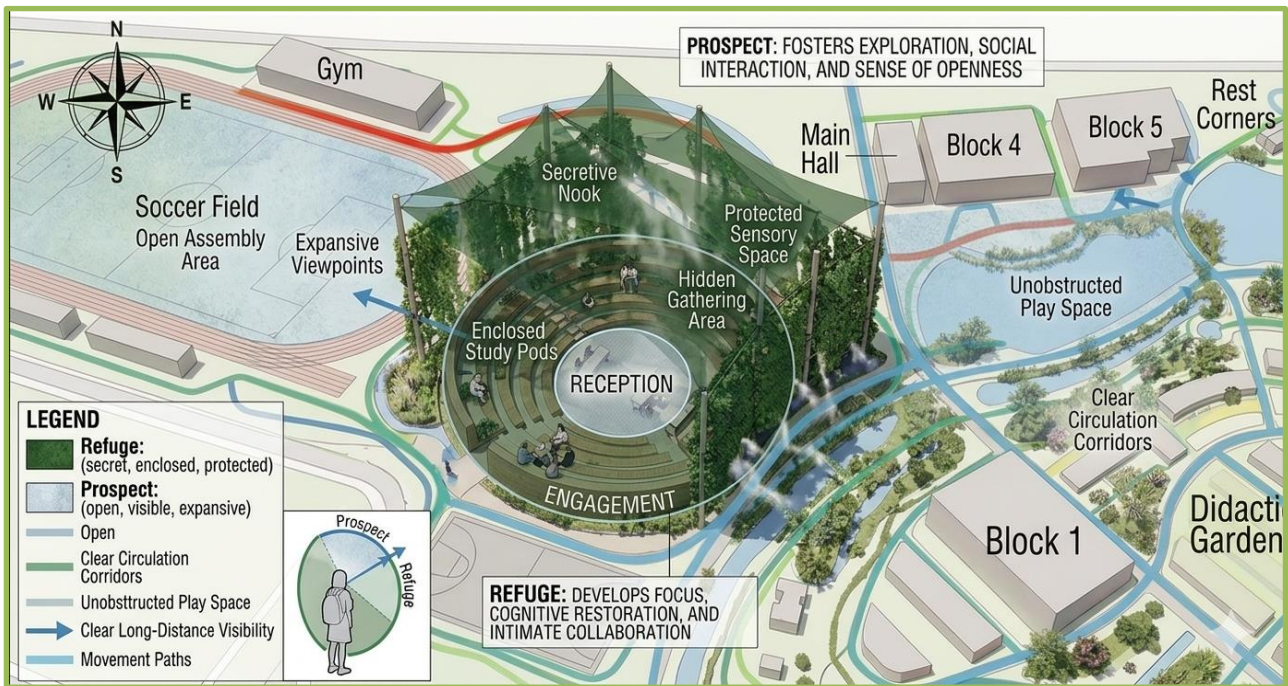 N
W
E
S
Gym
PROSPECT: FOSTERS EXPLORATION, SOCIAL
INTERACTION, AND SENSE OF OPENNESS
Rest
Corners
Main
Hall
Block 4
Block 5
Secretive
Nook
Protected
Sensory
Space
Soccer Field
Open Assembly
Area
Expansive
Viewpoints
Hidden
Gathering
Area
Unobstructed
Play Space
Enclosed
Study Pods
RECEPTION
Clear
Circulation
Corridors
ENGAGEMENT
Block 1
Didacti
Garden
LEGEND
Refuge:
(secret, enclosed, protected)
Prospect:
(open, visible, expansive)
Open
Clear Circulation
Corridors
Unobsttructed Play Space
Clear Long-Distance Visibility
Movement Paths
Prospect
Refuge
REFUGE: DEVELOPS FOCUS,
COGNITIVE RESTORATION, AND
INTIMATE COLLABORATION